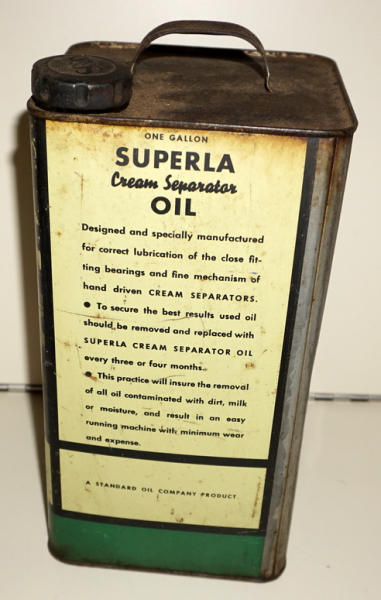 ONE GALLON
SUPERLA
Cream Separator
OIL
Designed and specially manufactured
for correct lubrication of the close fit-
ting bearings and fine mechanism of
hand driven CREAM SEPARATORS.
● To secure the best results used oil
should be removed and replaced with
SUPERLA CREAM SEPARATOR OIL
every three or four months.
● This practice will insure the removal
of all oil contaminated with dirt, milk
or moisture, and result in an easy
running machine with minimum wear
and expense.
A STANDARD OIL COMPANY PRODUCT